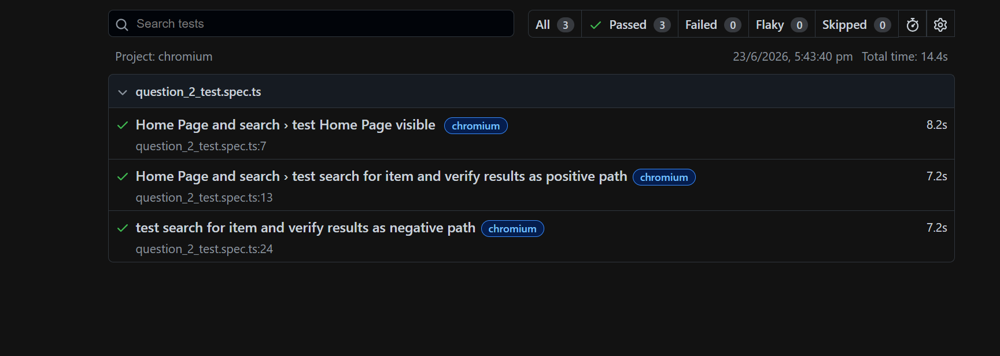 Search tests
All 3 Passed 3 Failed 0 Flaky 0 Skipped 0
Project: chromium 23/6/2026, 5:43:40 pm Total time: 14.4s
question_2_test.spec.ts
Home Page and search › test Home Page visible chromium 8.2s
question_2_test.spec.ts:7
Home Page and search › test search for item and verify results as positive path chromium 7.2s
question_2_test.spec.ts:13
test search for item and verify results as negative path chromium 7.2s
question_2_test.spec.ts:24